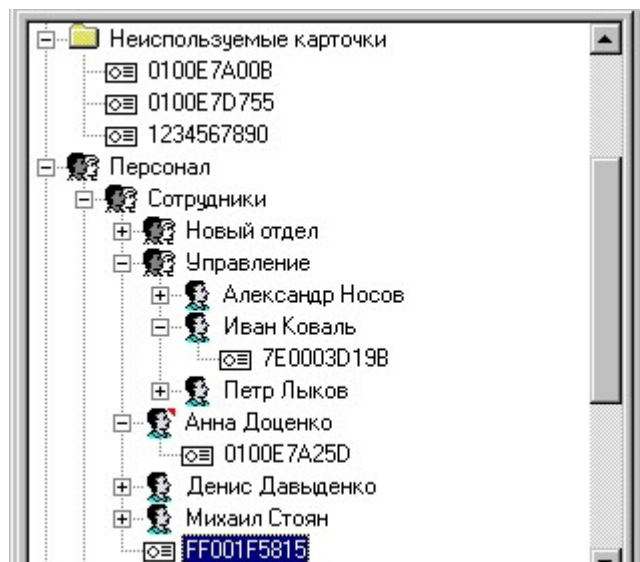 Неиспользуемые карточки
0100E7A00B
0100E7D755
1234567890
Персонал
Сотрудники
Новый отдел
Управление
Александр Носов
Иван Коваль
7E0003D19B
Петр Лыков
Анна Доценко
0100E7A25D
Денис Давыденко
Михаил Стоян
FF001F5815